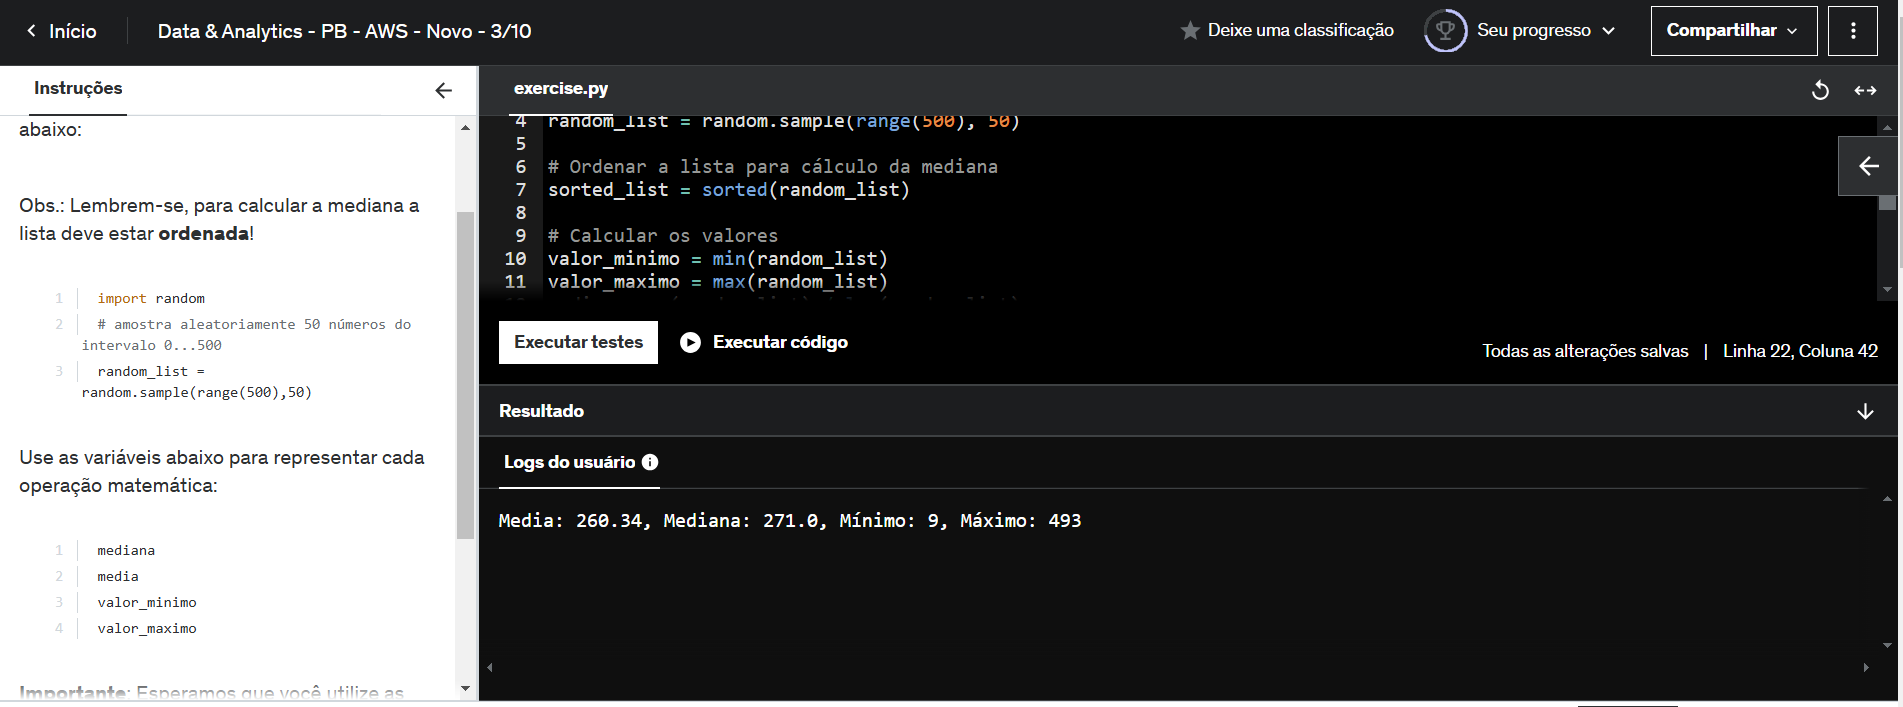 Início
Data & Analytics - PB - AWS - Novo - 3/10
Deixe uma classificação
Seu progresso
Compartilhar
Instruções
abaixo:
Obs.: Lembrem-se, para calcular a mediana a
lista deve estar ordenada!
1 import random
2 # amostra aleatoriamente 50 números do
intervalo 0...500
3 random_list =
random.sample(range(500),50)
Use as variáveis abaixo para representar cada
operação matemática:
1 mediana
2 media
3 valor_minimo
4 valor_maximo
Importante: Esperamos que você utilize as
exercise.py
4 random_list = random.sample(range(500), 50)
5
6 # Ordenar a lista para cálculo da mediana
7 sorted_list = sorted(random_list)
8
9 # Calcular os valores
10 valor_minimo = min(random_list)
11 valor_maximo = max(random_list)
Executar testes
Executar código
Todas as alterações salvas | Linha 22, Coluna 42
Resultado
Logs do usuário
Media: 260.34, Mediana: 271.0, Mínimo: 9, Máximo: 493